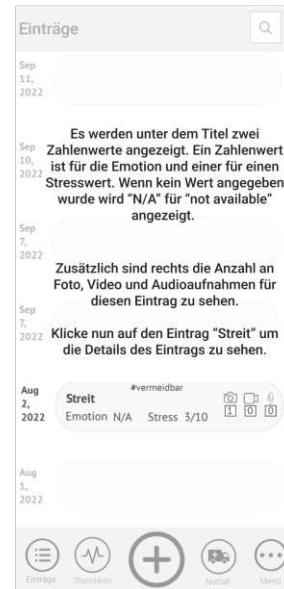 Einträge
Sep
11,
2022
Es werden unter dem Titel zwei
Sep
10,
2022
Zahlenwerte angezeigt. Ein Zahlenwert
ist für die Emotion und einer für einen
Stresswert. Wenn kein Wert angegeben
wurde wird “N/A” für “not available”
angezeigt.
Sep
7,
2022
Zusätzlich sind rechts die Anzahl an
Foto, Video und Audioaufnahmen für
diesen Eintrag zu sehen.
Sep
7,
2022
Klicke nun auf den Eintrag “Streit” um
die Details des Eintrags zu sehen.
Aug
2,
2022
#vermeidbar
Streit
Emotion N/A Stress 3/10
1 0 0
Aug
1,
2022
Einträge Statistiken Notfall Menü